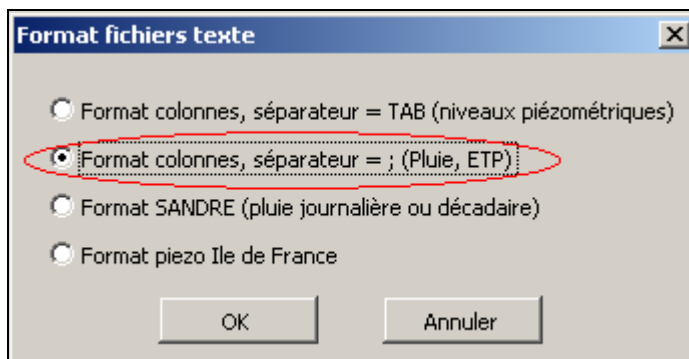 Format fichiers texte
Format colonnes, séparateur = TAB (niveaux piézométriques)
Format colonnes, séparateur = ; (Pluie, ETP)
Format SANDRE (pluie journalière ou décadaire)
Format piezo Ile de France
OK
Annuler